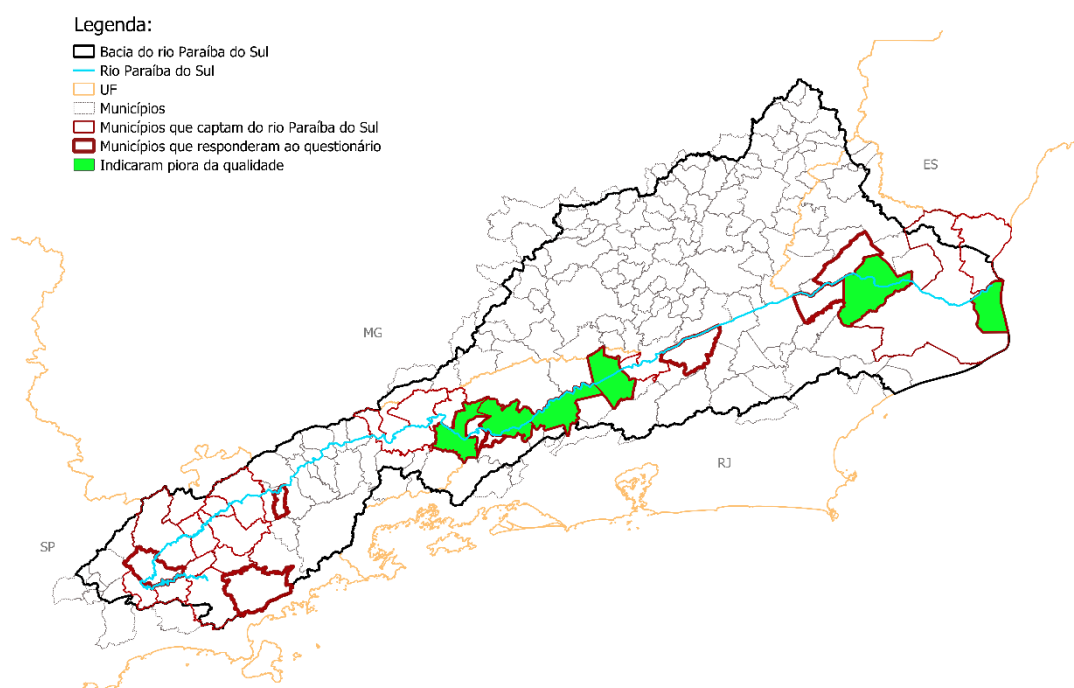 Legenda:
Bacia do rio Paraíba do Sul
Rio Paraíba do Sul
UF
Municípios
Municípios que captam do rio Paraíba do Sul
Municípios que responderam ao questionário
Indicaram piora da qualidade
ES
MG
RJ
SP